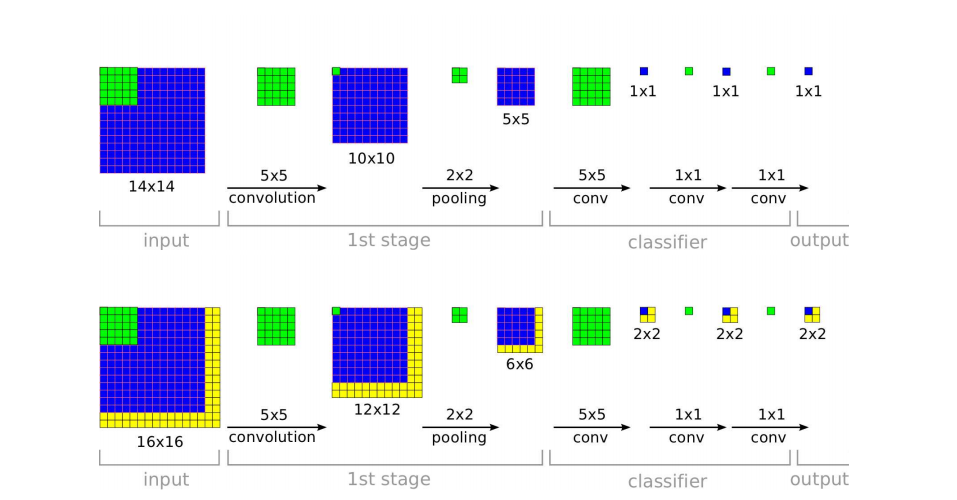 1x1 1x1 1x1
5x5
10x10
14x14
5x5 2x2 5x5 1x1 1x1
convolution pooling conv conv conv
input 1st stage classifier output
2x2 2x2 2x2
6x6
12x12
16x16
5x5 2x2 5x5 1x1 1x1
convolution pooling conv conv conv
input 1st stage classifier output